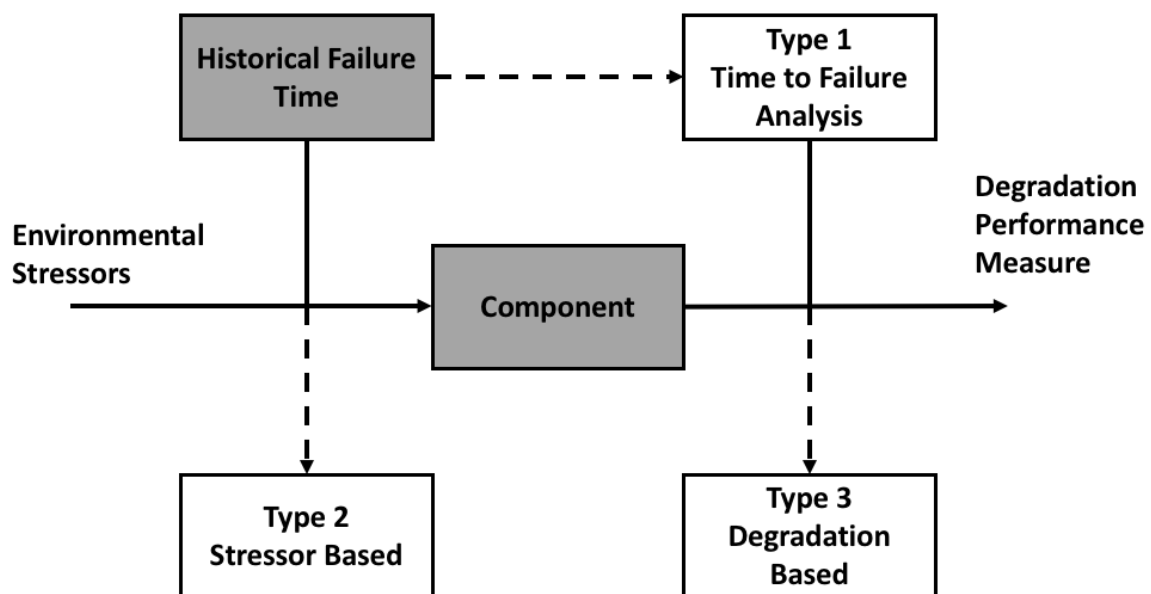 Historical Failure
Time
Type 1
Time to Failure
Analysis
Environmental
Stressors
Component
Degradation
Performance
Measure
Type 2
Stressor Based
Type 3
Degradation
Based